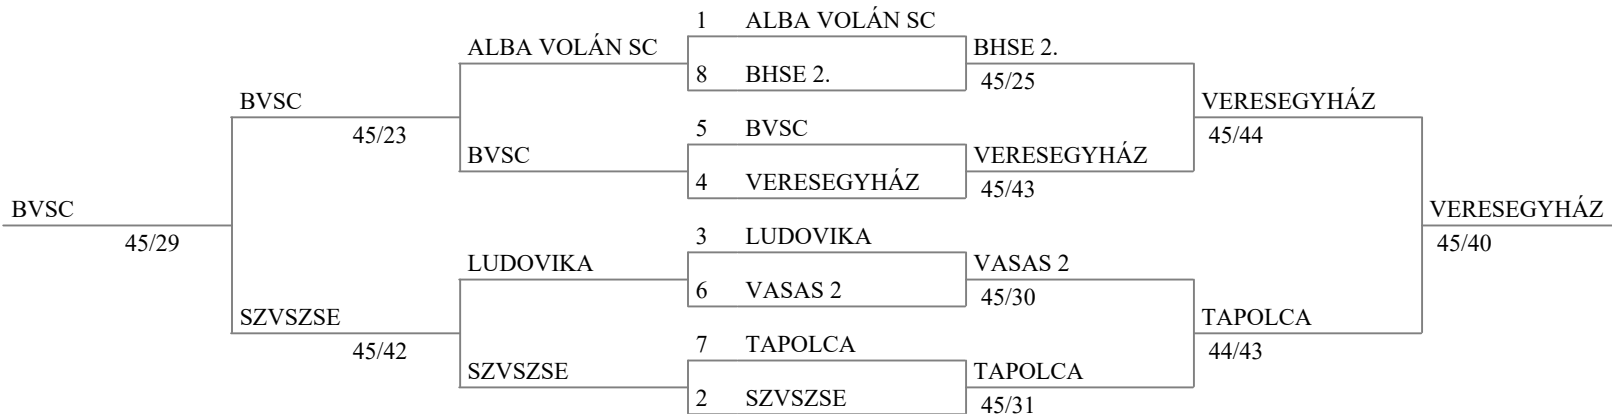 1 ALBA VOLÁN SC
ALBA VOLÁN SC BHSE 2.
8 BHSE 2. 45/25
BVSC VERESEGYHÁZ
5 BVSC
45/23 45/44
BVSC VERESEGYHÁZ
4 VERESEGYHÁZ 45/43
BVSC VERESEGYHÁZ
3 LUDOVIKA
45/29 45/40
LUDOVIKA VASAS 2
6 VASAS 2 45/30
SZVSZSE TAPOLCA
7 TAPOLCA
45/42 44/43
SZVSZSE TAPOLCA
2 SZVSZSE 45/31